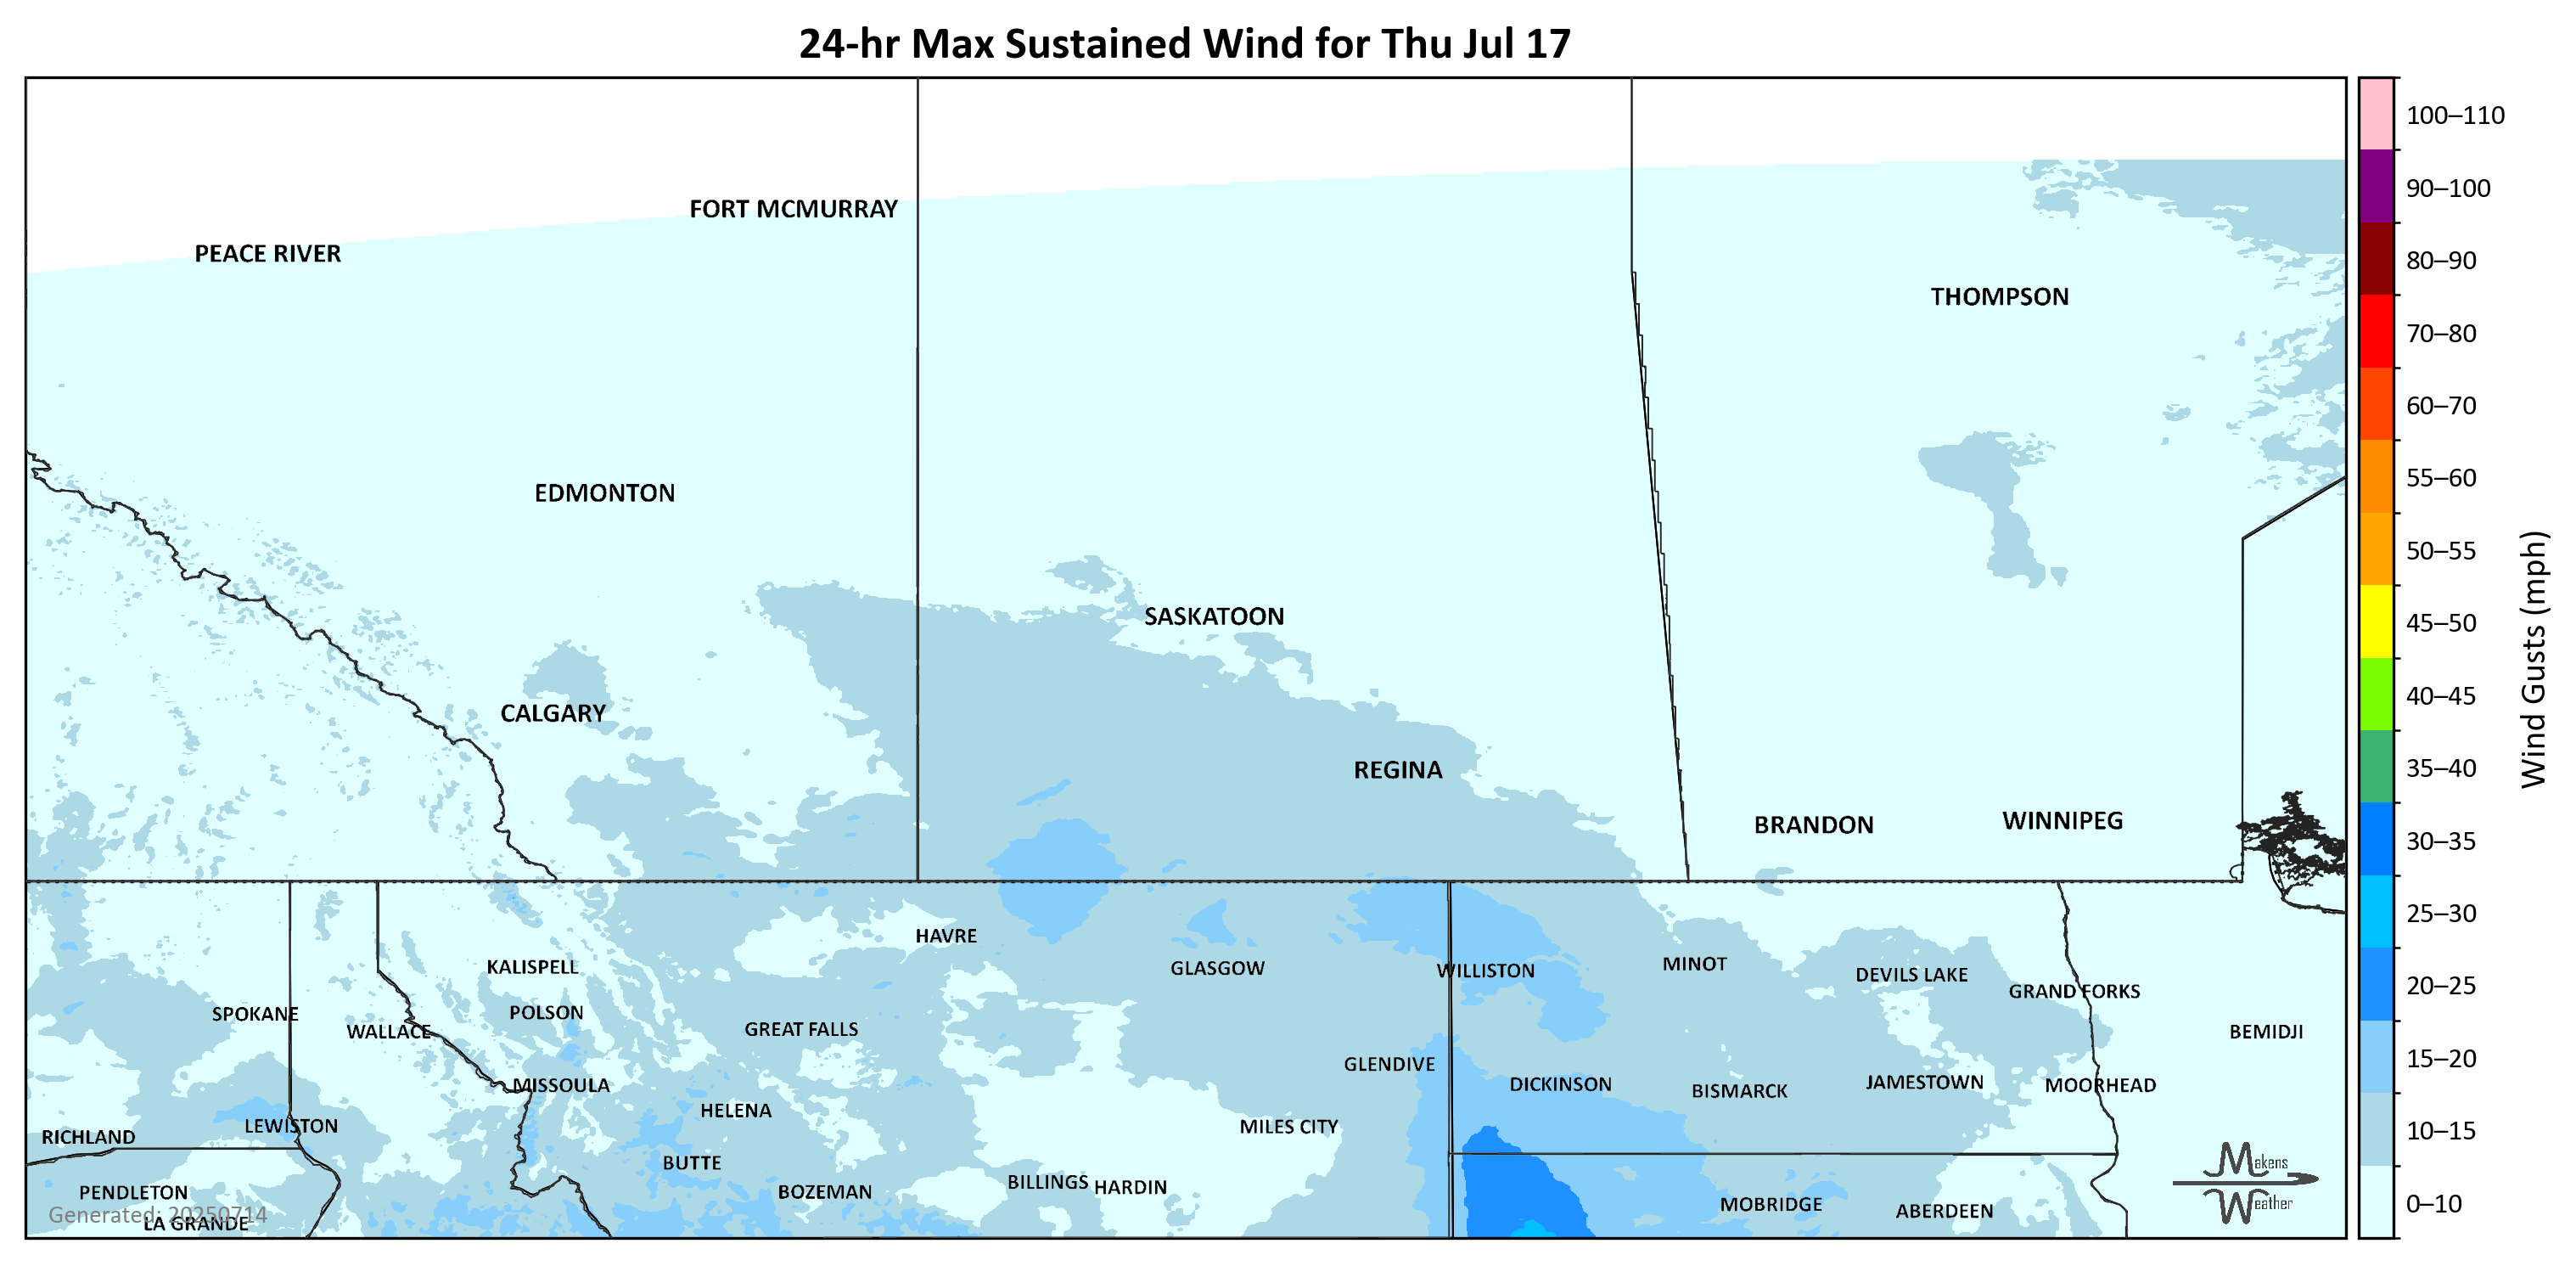 24-hr Max Sustained Wind for Thu Jul 17
FORT MCMURRAY
PEACE RIVER
THOMPSON
EDMONTON
SASKATOON
CALGARY
REGINA
BRANDON
WINNIPEG
HAVRE
KALISPELL
GLASGOW
WILLISTON
MINOT
DEVILS LAKE
GRAND FORKS
SPOKANE
POLSON
WALLACE
GREAT FALLS
BEMIDJI
GLENDIVE
MISSOULA
DICKINSON
BISMARCK
JAMESTOWN
MOORHEAD
HELENA
LEWISTON
MILES CITY
RICHLAND
BUTTE
BILLINGS
HARDIN
PENDLETON
BOZEMAN
MOBRIDGE
ABERDEEN
Generated: 20250714
LA GRANDE
Makens
Weather
100–110
90–100
80–90
70–80
60–70
55–60
50–55
45–50
40–45
35–40
30–35
25–30
20–25
15–20
10–15
0–10
Wind Gusts (mph)